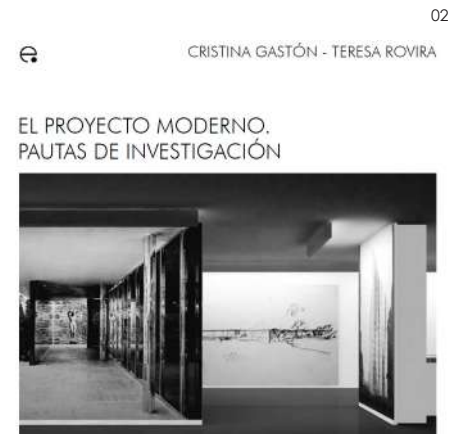 02
e
CRISTINA GASTÓN - TERESA ROVIRA
EL PROYECTO MODERNO.
PAUTAS DE INVESTIGACIÓN